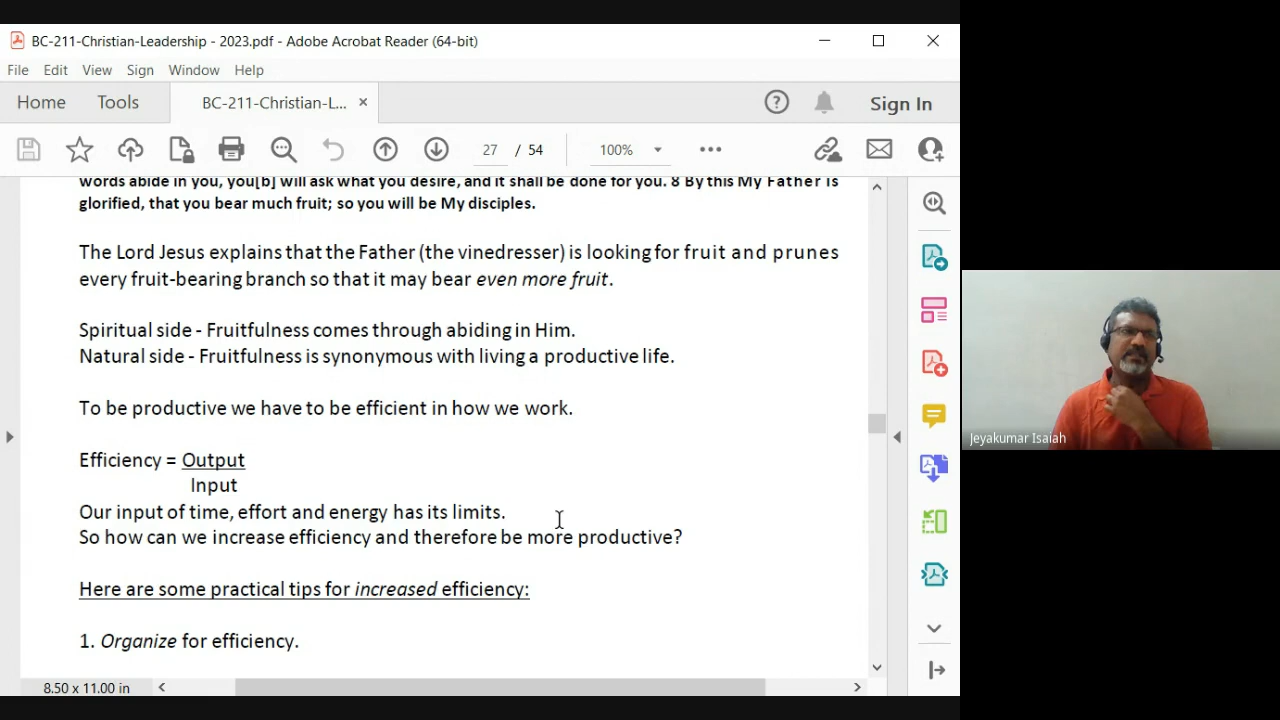 BC-211-Christian-Leadership - 2023.pdf - Adobe Acrobat Reader (64-bit)
File Edit View Sign Window Help
Home Tools BC-211-Christian-L... × Sign In
27 / 54 100%
words abide in you, you[b] will ask what you desire, and it shall be done for you. 8 By this My Father is
glorified, that you bear much fruit; so you will be My disciples.
The Lord Jesus explains that the Father (the vinedresser) is looking for fruit and prunes
every fruit-bearing branch so that it may bear even more fruit.
Spiritual side - Fruitfulness comes through abiding in Him.
Natural side - Fruitfulness is synonymous with living a productive life.
To be productive we have to be efficient in how we work.
Efficiency = Output
Input
Our input of time, effort and energy has its limits.
So how can we increase efficiency and therefore be more productive?
Here are some practical tips for increased efficiency:
1. Organize for efficiency.
8.50 x 11.00 in
Jeyakumar Isaiah